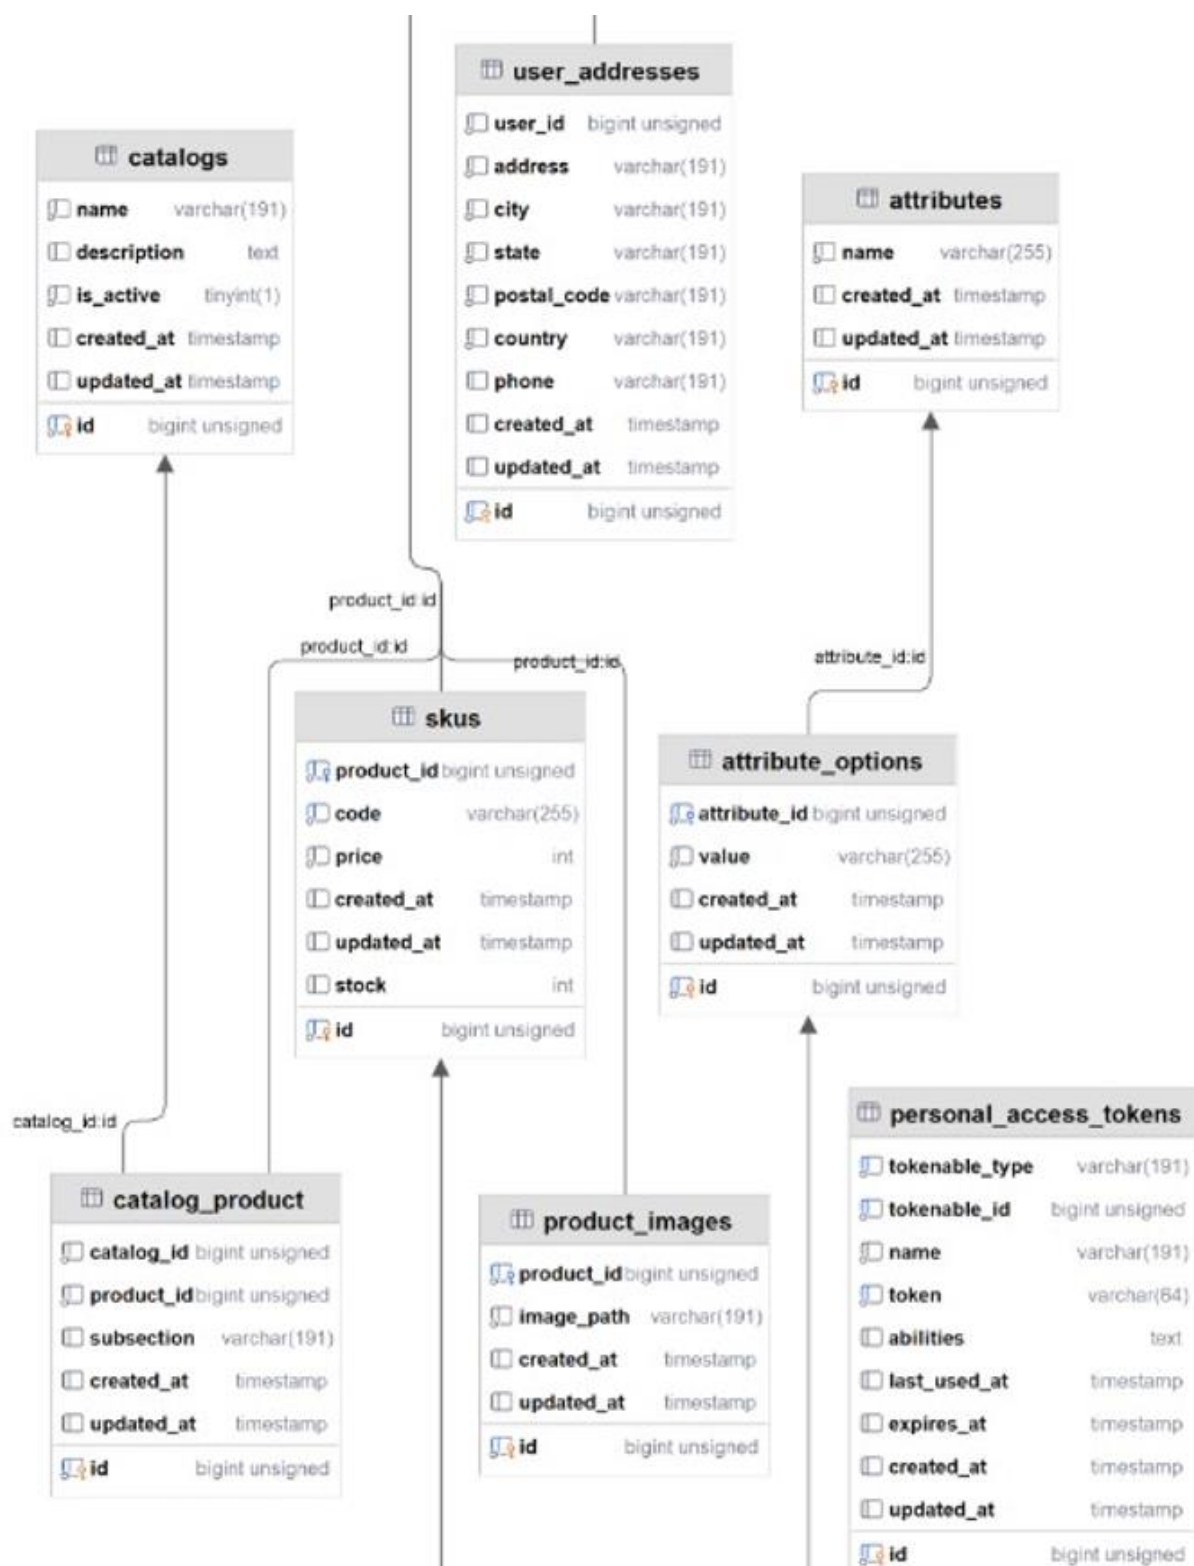 user_addresses
user_id bigint unsigned
address varchar(191)
city varchar(191)
state varchar(191)
postal_code varchar(191)
country varchar(191)
phone varchar(191)
created_at timestamp
updated_at timestamp
id bigint unsigned
catalogs
name varchar(191)
description text
is_active tinyint(1)
created_at timestamp
updated_at timestamp
id bigint unsigned
attributes
name varchar(255)
created_at timestamp
updated_at timestamp
id bigint unsigned
product_id:id
product_id:id
product_id:id
attribute_id:id
skus
product_id bigint unsigned
code varchar(255)
price int
created_at timestamp
updated_at timestamp
stock int
id bigint unsigned
attribute_options
attribute_id bigint unsigned
value varchar(255)
created_at timestamp
updated_at timestamp
id bigint unsigned
catalog_id:id
catalog_product
catalog_id bigint unsigned
product_id bigint unsigned
subsection varchar(191)
created_at timestamp
updated_at timestamp
id bigint unsigned
product_images
product_id bigint unsigned
image_path varchar(191)
created_at timestamp
updated_at timestamp
id bigint unsigned
personal_access_tokens
tokenable_type varchar(191)
tokenable_id bigint unsigned
name varchar(191)
token varchar(64)
abilities text
last_used_at timestamp
expires_at timestamp
created_at timestamp
updated_at timestamp
id bigint unsigned